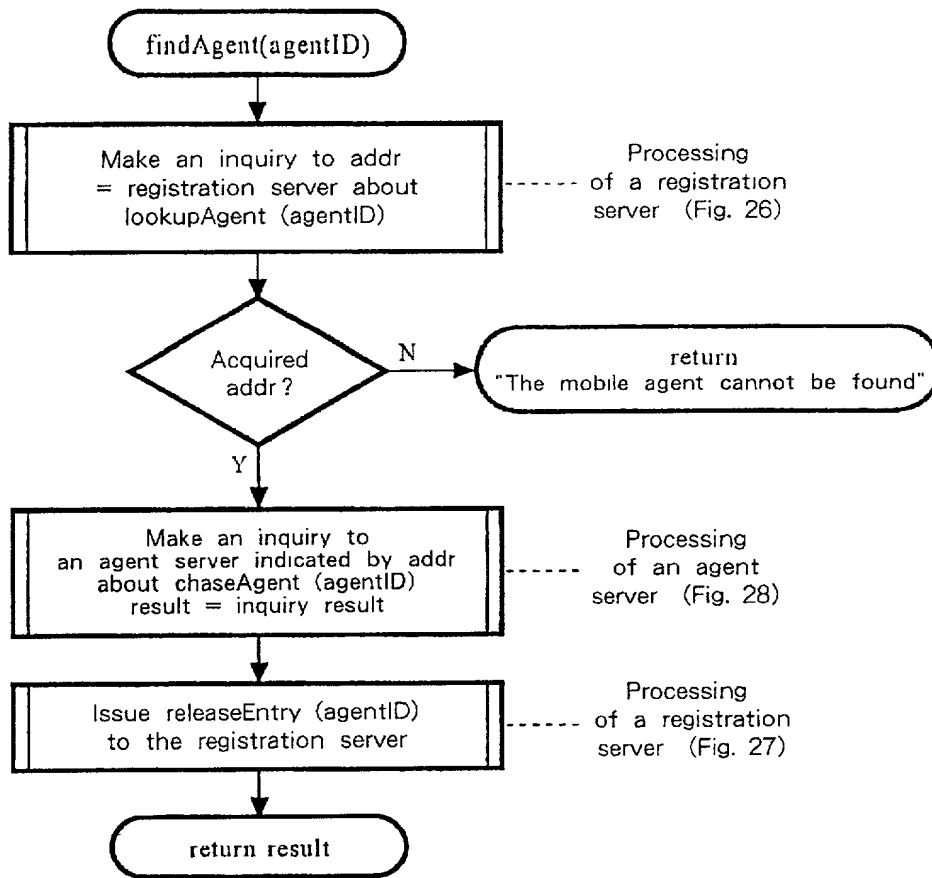 findAgent(agentID)
Make an inquiry to addr
= registration server about
lookupAgent (agentID)
Processing
of a registration
server (Fig. 26)
Acquired
addr ?
N
return
"The mobile agent cannot be found"
Y
Make an inquiry to
an agent server indicated by addr
about chaseAgent (agentID)
result = inquiry result
Processing
of an agent
server (Fig. 28)
Issue releaseEntry (agentID)
to the registration server
Processing
of a registration
server (Fig. 27)
return result